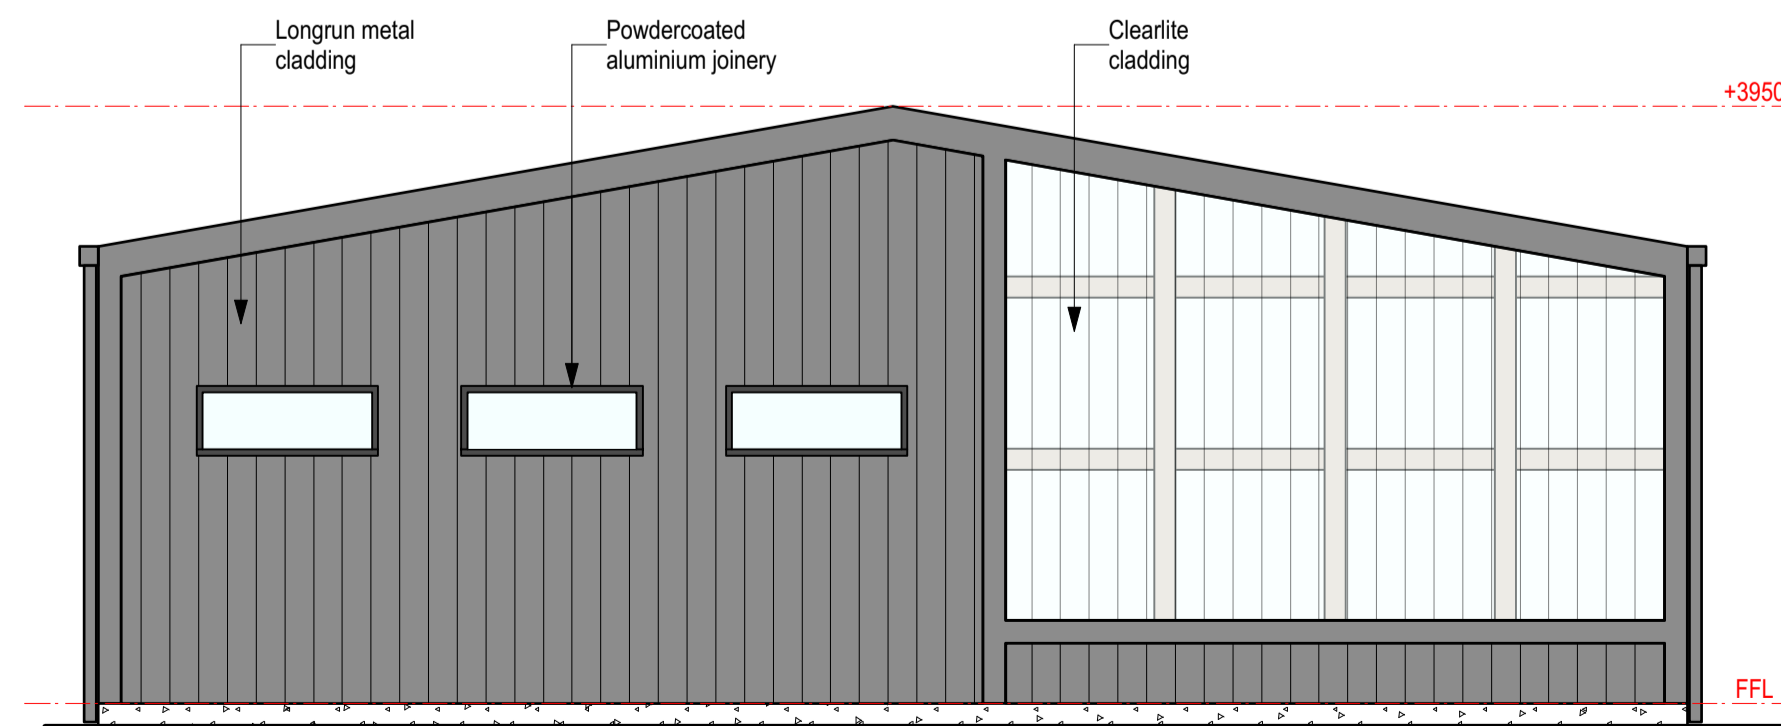 Longrun metal
cladding
Powdercoated
aluminium joinery
Clearlite
cladding
+3950
FFL